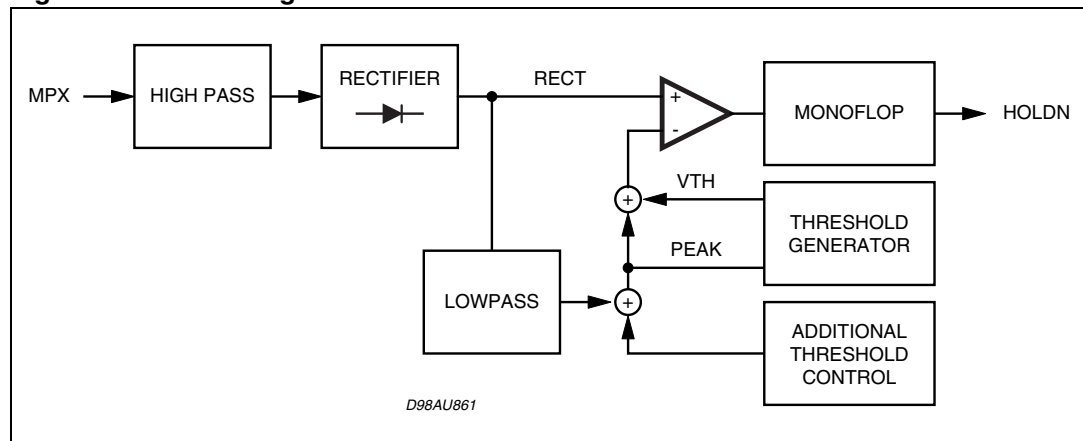 MPX
HIGH PASS
RECTIFIER
RECT
+
-
MONOFLOP
HOLDN
VTH
+
THRESHOLD
GENERATOR
PEAK
LOWPASS
+
ADDITIONAL
THRESHOLD
CONTROL
D98AU861